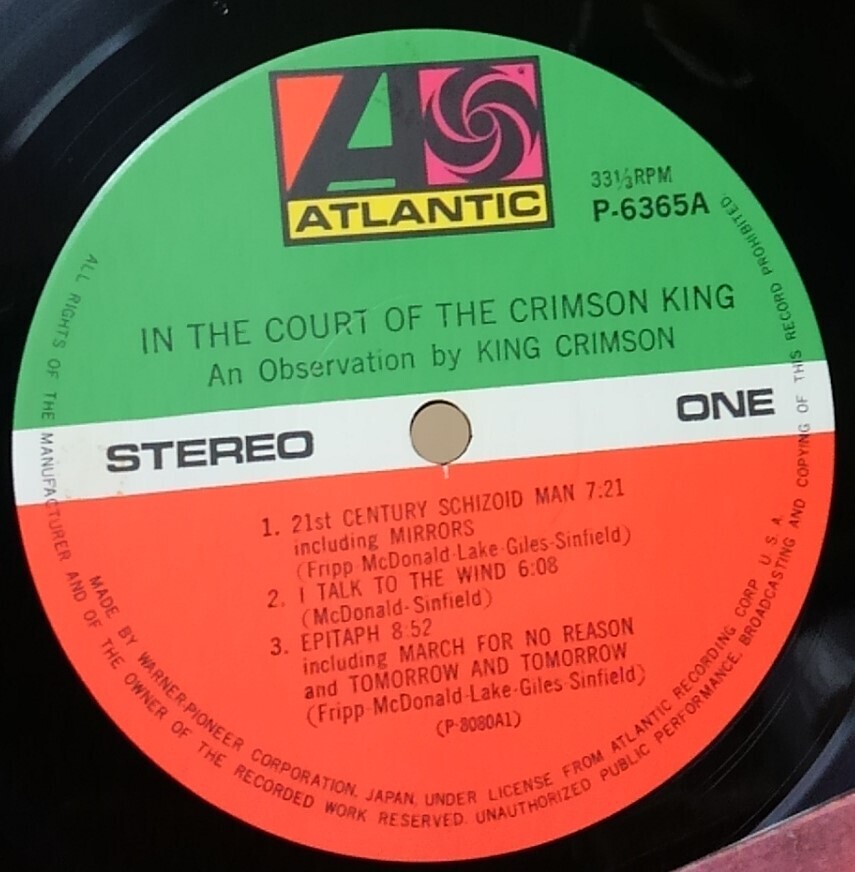 ATLANTIC
33⅓RPM
P-6365A
IN THE COURT OF THE CRIMSON KING
An Observation by KING CRIMSON
STEREO
ONE
1. 21st CENTURY SCHIZOID MAN 7:21
including MIRRORS
(Fripp-McDonald-Lake-Giles-Sinfield)
2. I TALK TO THE WIND 6:08
(McDonald-Sinfield)
3. EPITAPH 8:52
including MARCH FOR NO REASON
and TOMORROW AND TOMORROW
(Fripp-McDonald-Lake-Giles-Sinfield)
(P-8080A1)
MADE BY WARNER-PIONEER CORPORATION, JAPAN, UNDER LICENSE FROM ATLANTIC RECORDING CORP. U.S.A.
ALL RIGHTS OF THE MANUFACTURER AND OF THE OWNER OF THE RECORDED WORK RESERVED. UNAUTHORIZED PUBLIC PERFORMANCE, BROADCASTING AND COPYING OF THIS RECORD PROHIBITED.